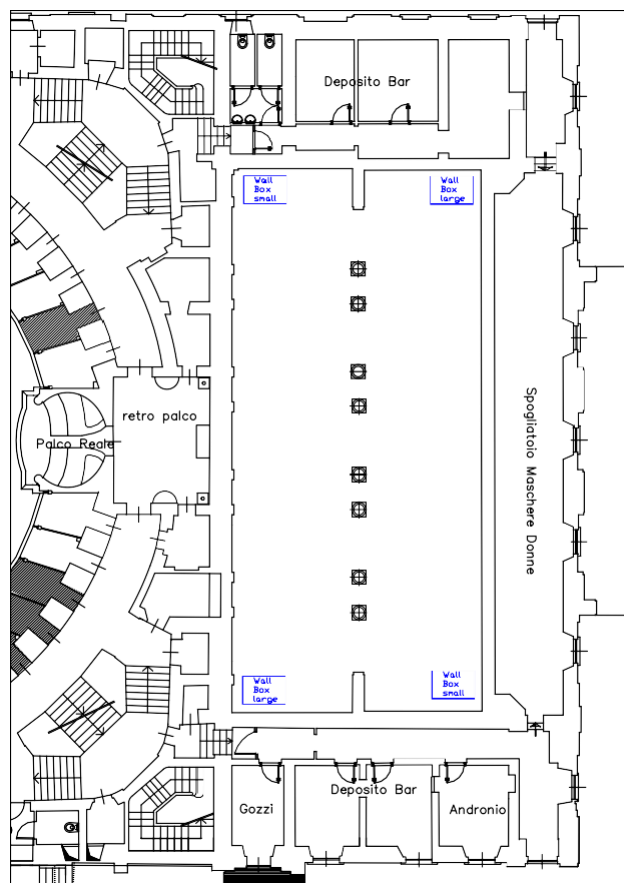 Deposito Bar
Wall
Box
small
Wall
Box
large
retro palco
Palco Reale
Spogliatoio Maschere Donne
Wall
Box
large
Wall
Box
small
Gozzi
Deposito Bar
Andronio